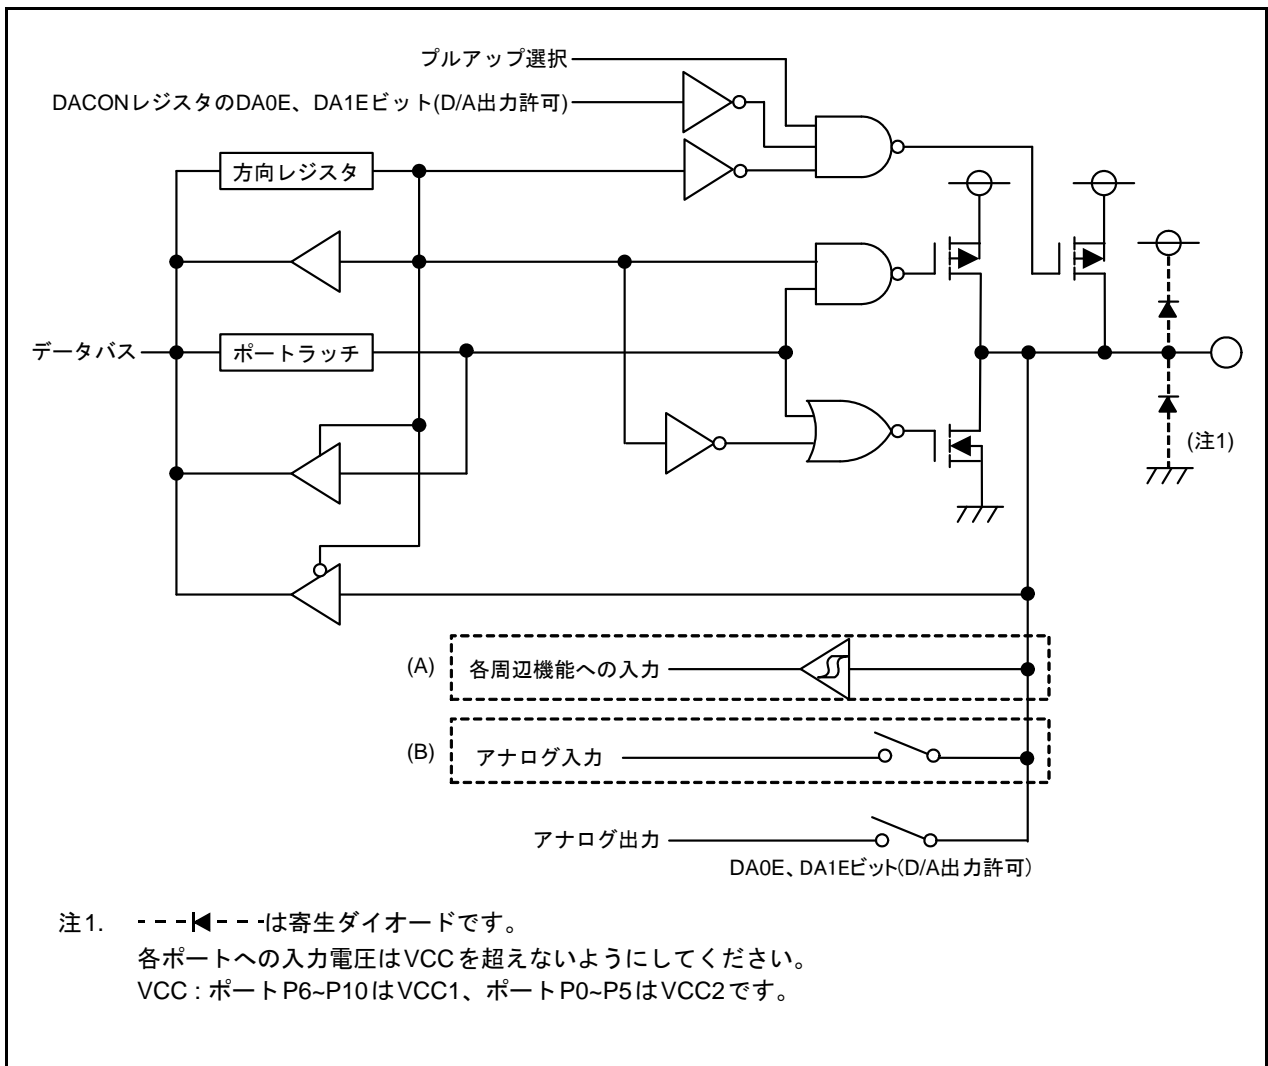 プルアップ選択
DACONレジスタのDA0E、DA1Eビット(D/A出力許可)
方向レジスタ
データバス
ポートラッチ
(注1)
(A)
各周辺機能への入力
(B)
アナログ入力
アナログ出力
DA0E、DA1Eビット(D/A出力許可)
注1. は寄生ダイオードです。
各ポートへの入力電圧はVCCを超えないようにしてください。
VCC : ポートP6~P10はVCC1、ポートP0~P5はVCC2です。